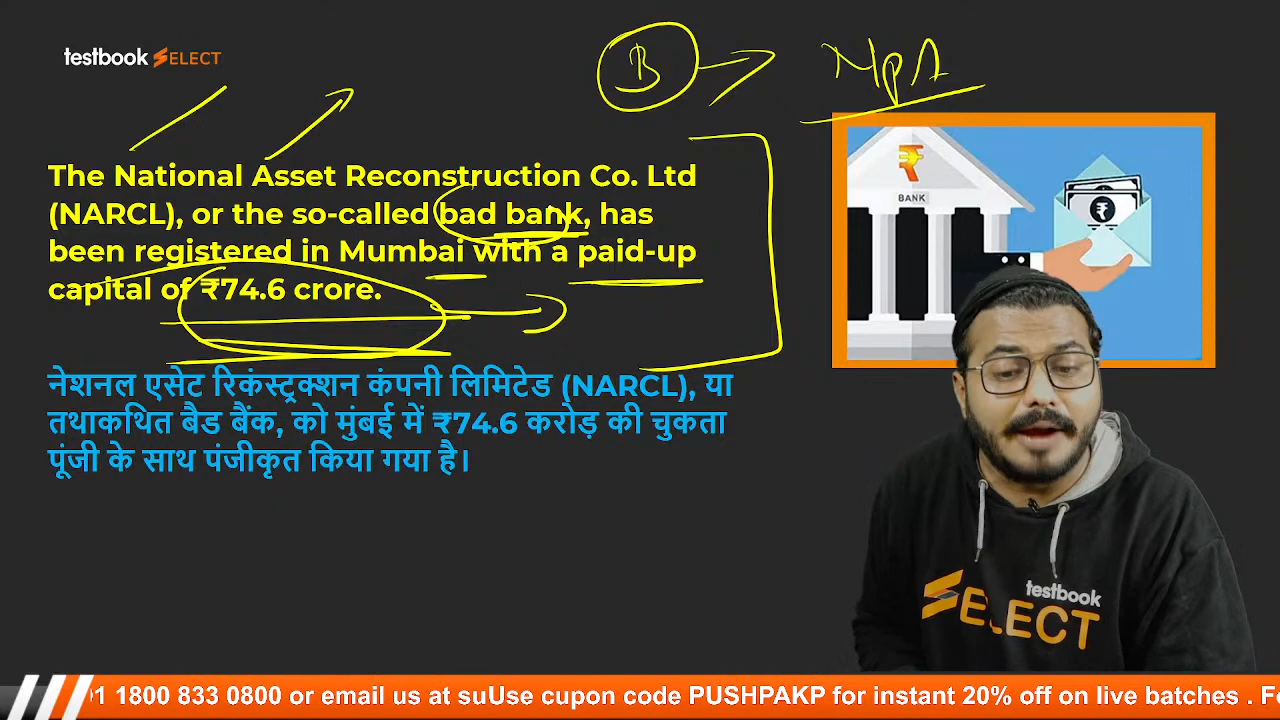 testbook SELECT
B → NPA
The National Asset Reconstruction Co. Ltd
(NARCL), or the so-called bad bank, has
been registered in Mumbai with a paid-up
capital of ₹74.6 crore.
BANK
नेशनल एसेट रिकंस्ट्रक्शन कंपनी लिमिटेड (NARCL), या
तथाकथित बैड बैंक, को मुंबई में ₹74.6 करोड़ की चुकता
पूंजी के साथ पंजीकृत किया गया है।
testbook
SELECT
1 1800 833 0800 or email us at suUse cupon code PUSHPAKP for instant 20% off on live batches . Fo